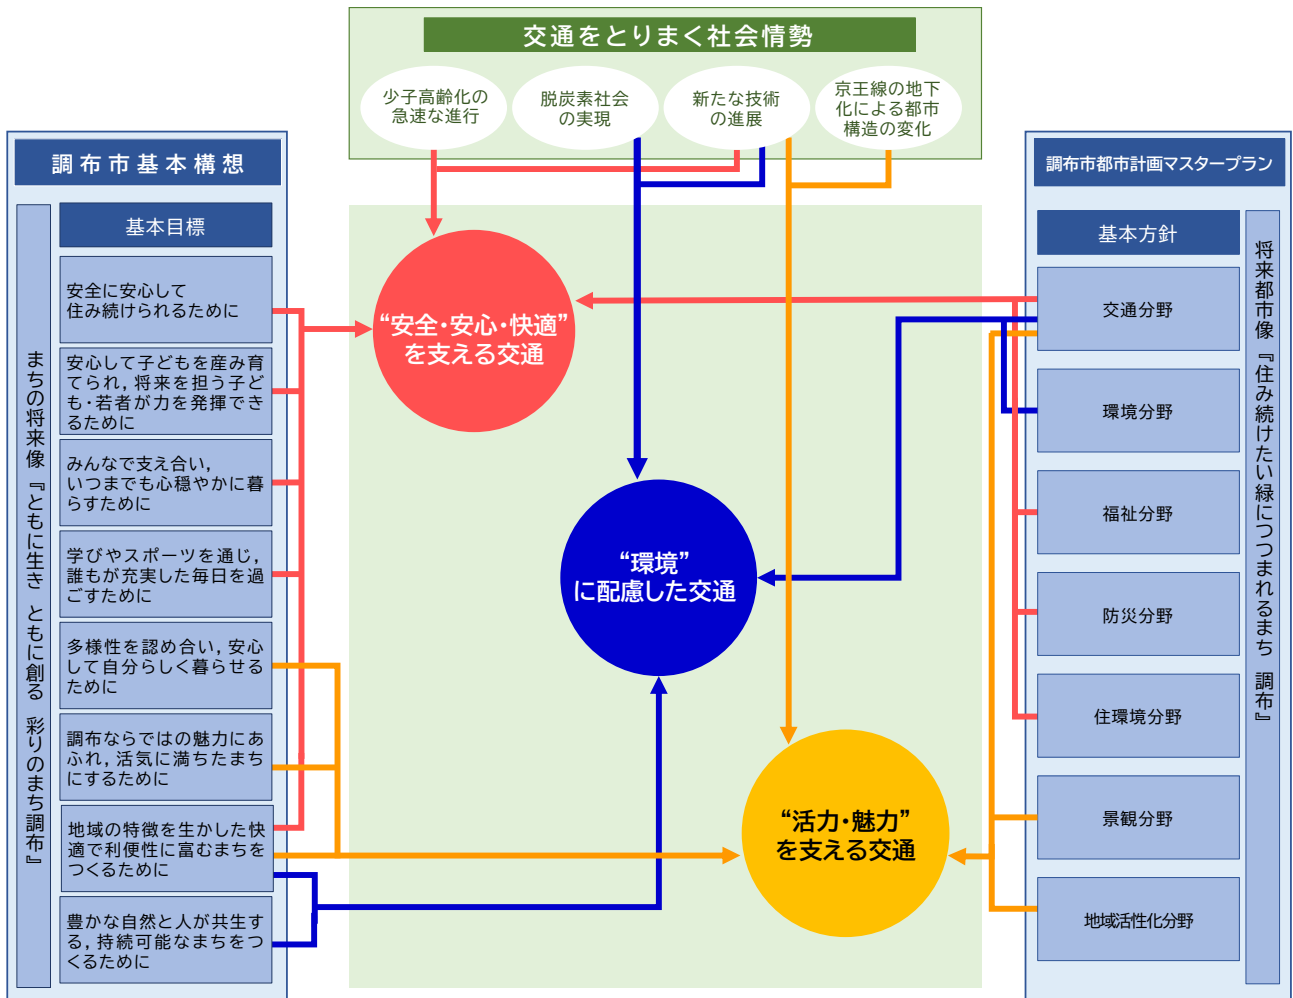 交通をとりまく社会情勢
少子高齢化の
急速な進行
脱炭素社会
の実現
新たな技術
の進展
京王線の地下
化による都市
構造の変化
調布市基本構想
まちの将来像『ともに生き ともに創る 彩りのまち調布』
基本目標
安全に安心して
住み続けられるために
安心して子どもを産み育
てられ,将来を担う子ど
も・若者が力を発揮でき
るために
みんなで支え合い,
いつまでも心穏やかに暮
らすために
学びやスポーツを通じ,
誰もが充実した毎日を過
ごすために
多様性を認め合い,安心
して自分らしく暮らせる
ために
調布ならではの魅力にあ
ふれ,活気に満ちたまち
にするために
地域の特徴を生かした快
適で利便性に富むまちを
つくるために
豊かな自然と人が共生す
る,持続可能なまちをつ
くるために
“安全・安心・快適”
を支える交通
“環境”
に配慮した交通
“活力・魅力”
を支える交通
調布市都市計画マスタープラン
基本方針
交通分野
環境分野
福祉分野
防災分野
住環境分野
景観分野
地域活性化分野
将来都市像『住み続けたい緑につつまれるまち 調布』